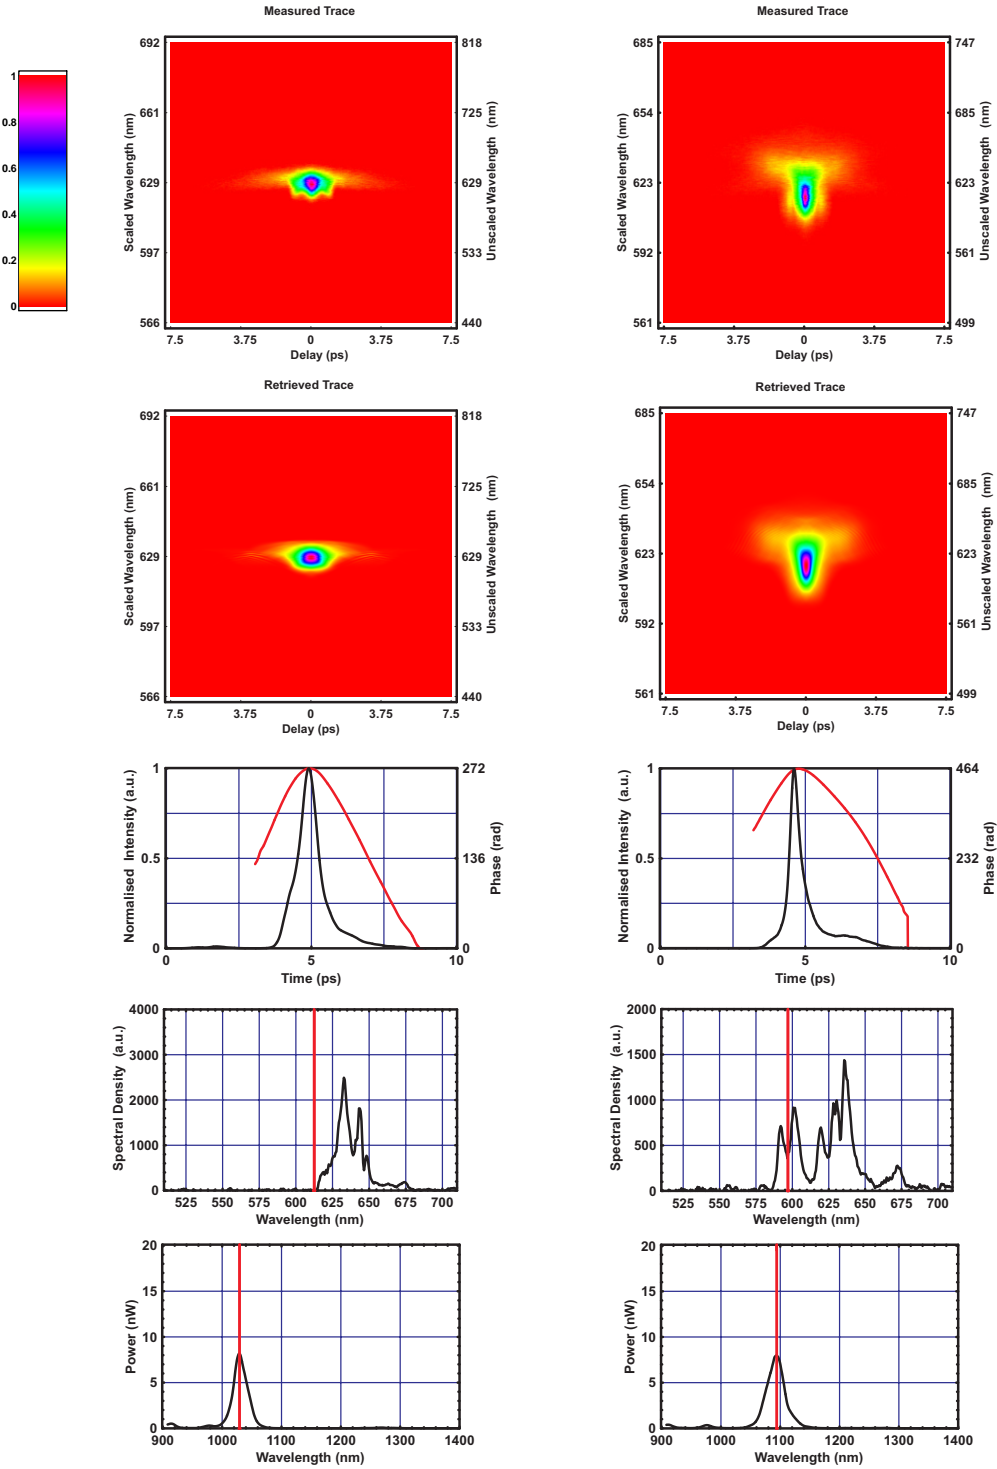 Measured Trace
Measured Trace
692
661
629
597
566
818
725
629
533
440
Scaled Wavelength (nm)
Unscaled Wavelength (nm)
7.5 3.75 0 3.75 7.5
Delay (ps)
685
654
623
592
561
747
685
623
561
499
Scaled Wavelength (nm)
Unscaled Wavelength (nm)
7.5 3.75 0 3.75 7.5
Delay (ps)
1
0.8
0.6
0.4
0.2
0
Retrieved Trace
Retrieved Trace
692
661
629
597
566
818
725
629
533
440
Scaled Wavelength (nm)
Unscaled Wavelength (nm)
7.5 3.75 0 3.75 7.5
Delay (ps)
685
654
623
592
561
747
685
623
561
499
Scaled Wavelength (nm)
Unscaled Wavelength (nm)
7.5 3.75 0 3.75 7.5
Delay (ps)
1
0.5
0
272
136
0
Normalised Intensity (a.u.)
Phase (rad)
0 5 10
Time (ps)
1
0.5
0
464
232
0
Normalised Intensity (a.u.)
Phase (rad)
0 5 10
Time (ps)
4000
3000
2000
1000
0
Spectral Density (a.u.)
525 550 575 600 625 650 675 700
Wavelength (nm)
2000
1500
1000
500
0
Spectral Density (a.u.)
525 550 575 600 625 650 675 700
Wavelength (nm)
20
15
10
5
0
Power (nW)
900 1000 1100 1200 1300 1400
Wavelength (nm)
20
15
10
5
0
Power (nW)
900 1000 1100 1200 1300 1400
Wavelength (nm)